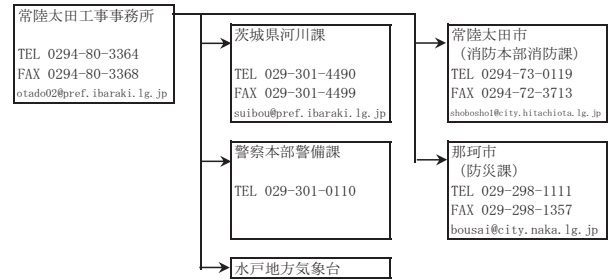 常陸太田工事事務所
TEL 0294-80-3364
FAX 0294-80-3368
otado02@pref.ibaraki.lg.jp
茨城県河川課
TEL 029-301-4490
FAX 029-301-4499
suibou@pref.ibaraki.lg.jp
警察本部警備課
TEL 029-301-0110
水戸地方気象台
常陸太田市
(消防本部消防課)
TEL 0294-73-0119
FAX 0294-72-3713
shobosho1@city.hitachiota.lg.jp
那珂市
(防災課)
TEL 029-298-1111
FAX 029-298-1357
bousai@city.naka.lg.jp